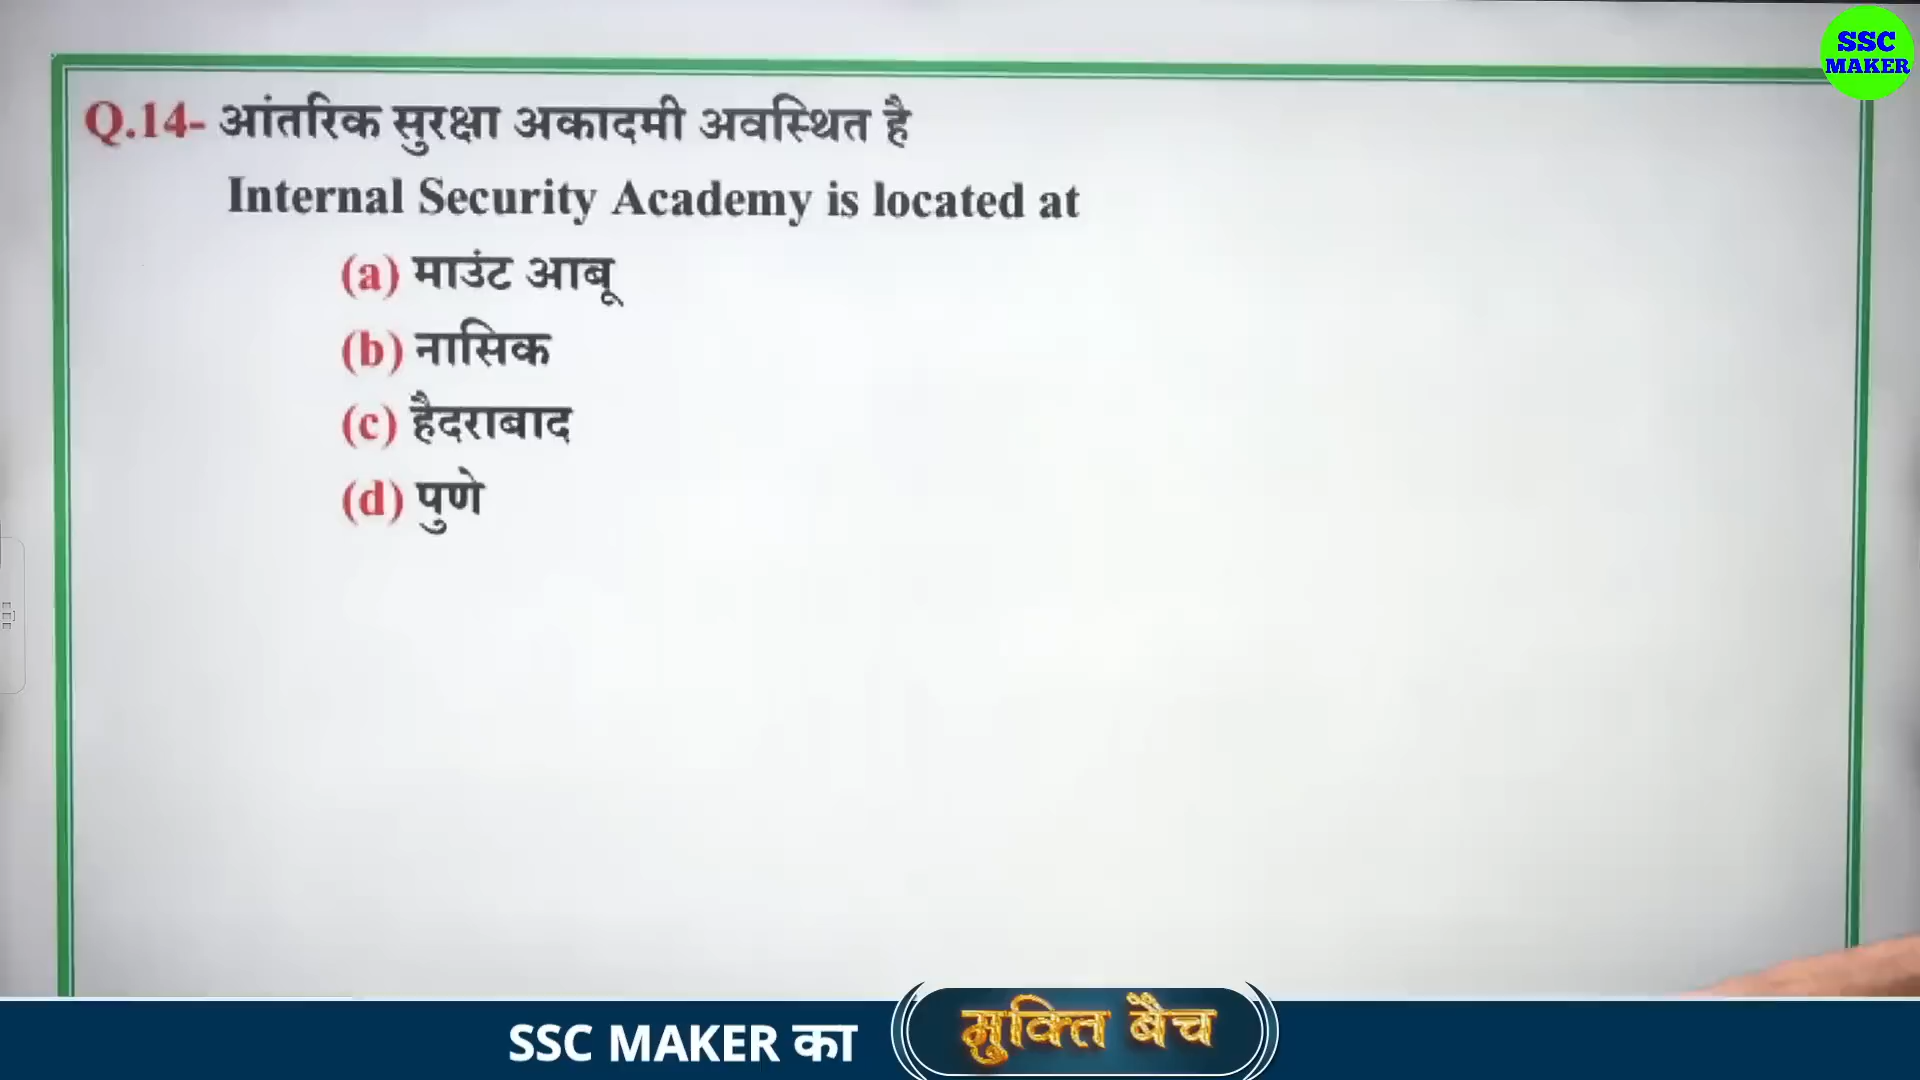 SSC
MAKER
Q.14- आंतरिक सुरक्षा अकादमी अवस्थित है
Internal Security Academy is located at
(a) माउंट आबू
(b) नासिक
(c) हैदराबाद
(d) पुणे
SSC MAKER का मुक्ति बैच